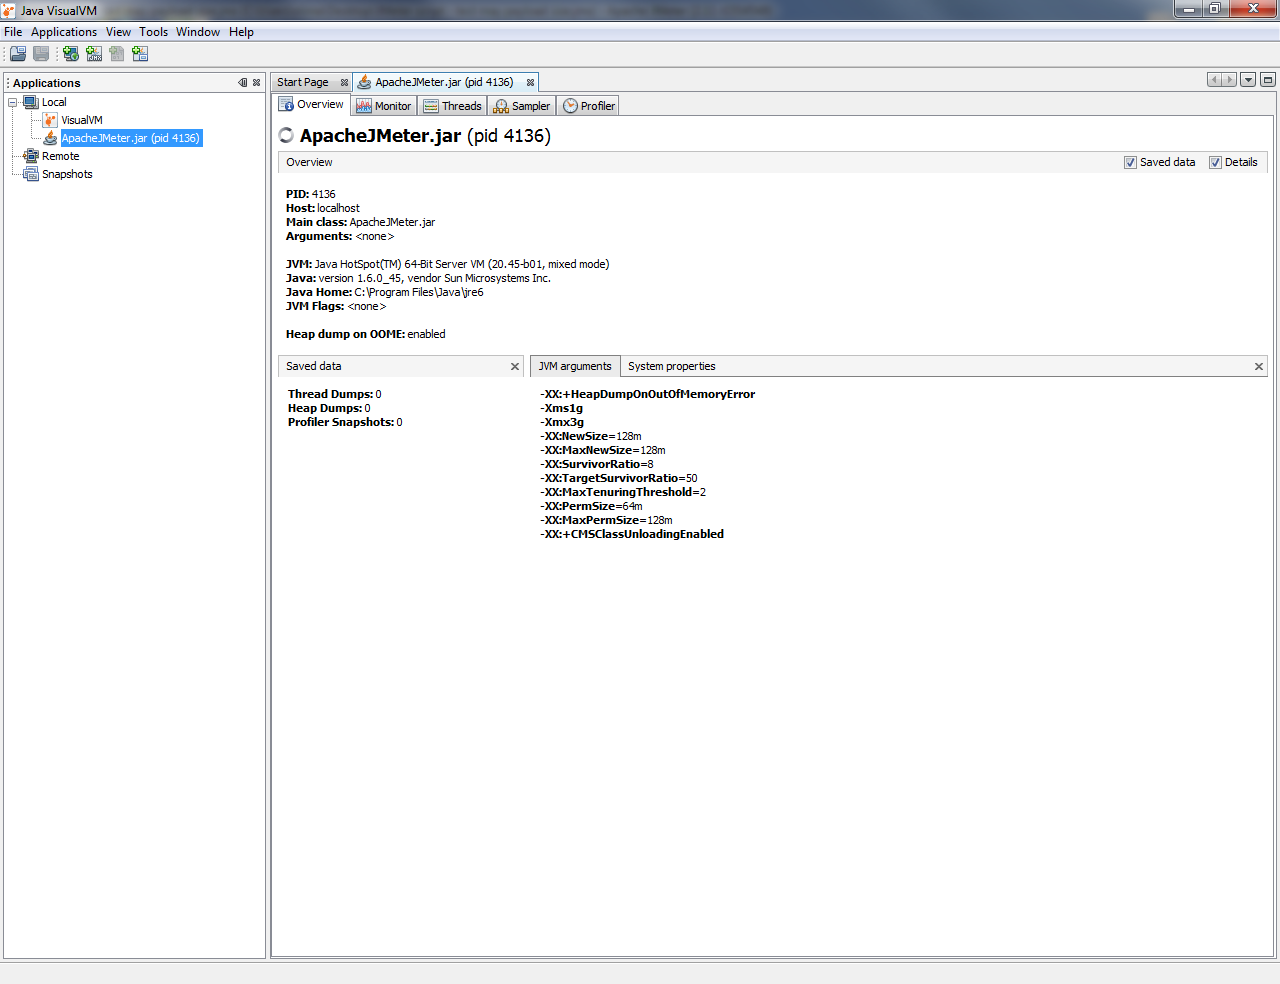 Java VisualVM
File Applications View Tools Window Help
Applications
Local
VisualVM
ApacheJMeter.jar (pid 4136)
Remote
Snapshots
Start Page
ApacheJMeter.jar (pid 4136)
Overview Monitor Threads Sampler Profiler
ApacheJMeter.jar (pid 4136)
Overview Saved data Details
PID: 4136
Host: localhost
Main class: ApacheJMeter.jar
Arguments: <none>
JVM: Java HotSpot(TM) 64-Bit Server VM (20.45-b01, mixed mode)
Java: version 1.6.0_45, vendor Sun Microsystems Inc.
Java Home: C:\Program Files\Java\jre6
JVM Flags: <none>
Heap dump on OOME: enabled
Saved data
Thread Dumps: 0
Heap Dumps: 0
Profiler Snapshots: 0
JVM arguments System properties
-XX:+HeapDumpOnOutOfMemoryError
-Xms1g
-Xmx3g
-XX:NewSize=128m
-XX:MaxNewSize=128m
-XX:SurvivorRatio=8
-XX:TargetSurvivorRatio=50
-XX:MaxTenuringThreshold=2
-XX:PermSize=64m
-XX:MaxPermSize=128m
-XX:+CMSClassUnloadingEnabled